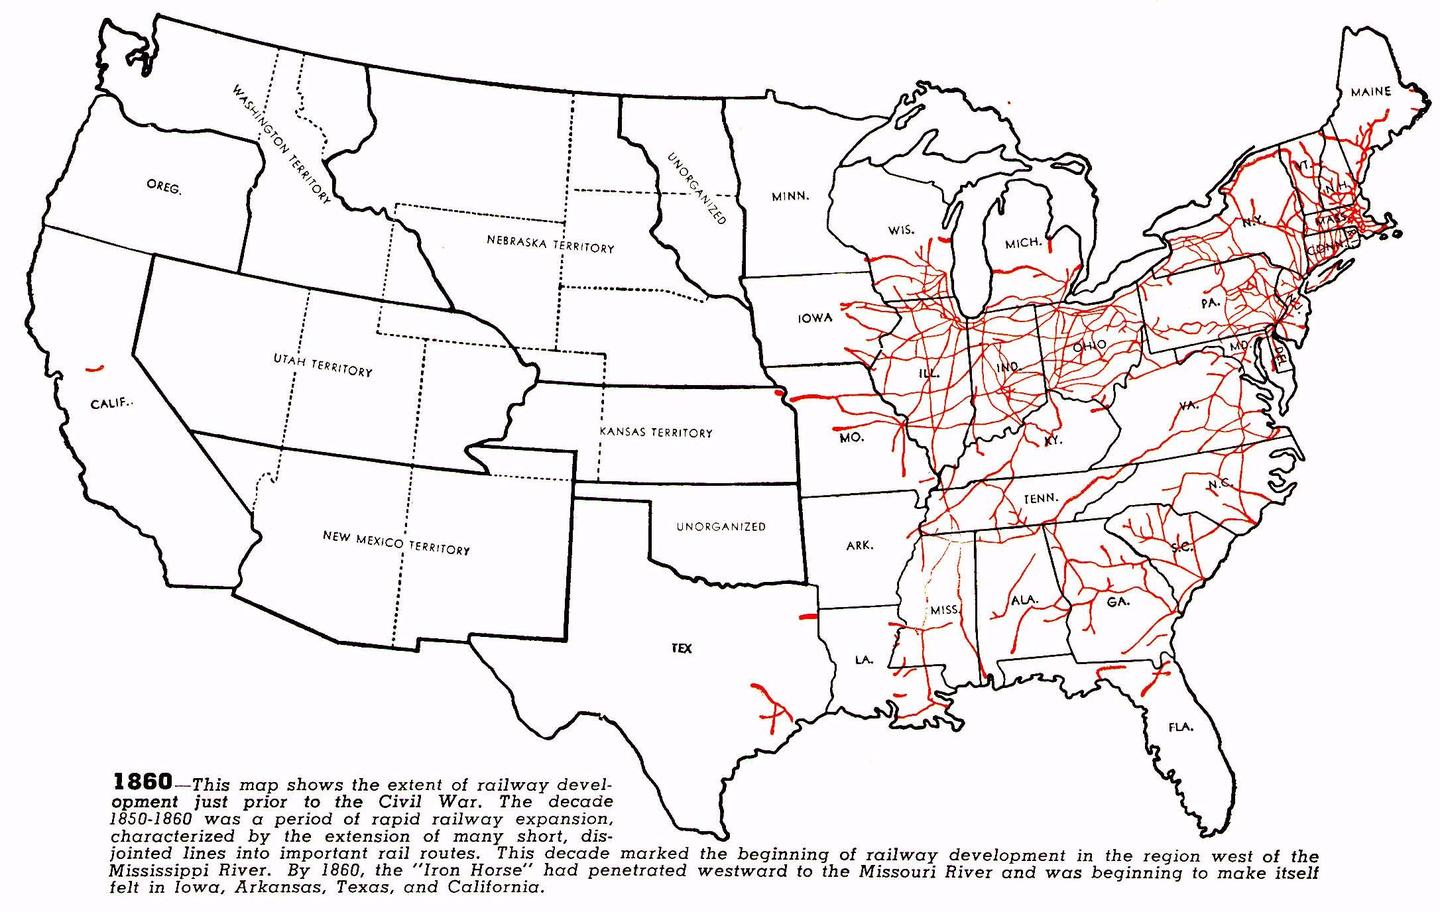 MAINE
WASHINGTON TERRITORY
OREG.
UNORGANIZED
MINN.
VT.
N.H.
WIS.
MICH.
N.Y.
MASS.
CONN.
NEBRASKA TERRITORY
IOWA
PA.
N.J.
UTAH TERRITORY
ILL.
IND.
OHIO
MD.
DEL.
CALIF..
KANSAS TERRITORY
MO.
KY.
VA.
TENN.
N.C.
NEW MEXICO TERRITORY
UNORGANIZED
ARK.
S.C.
MISS.
ALA.
GA.
TEX
LA.
FLA.
1860—This map shows the extent of railway devel-
opment just prior to the Civil War. The decade
1850-1860 was a period of rapid railway expansion,
characterized by the extension of many short, dis-
jointed lines into important rail routes. This decade marked the beginning of railway development in the region west of the
Mississippi River. By 1860, the "Iron Horse" had penetrated westward to the Missouri River and was beginning to make itself
felt in Iowa, Arkansas, Texas, and California.